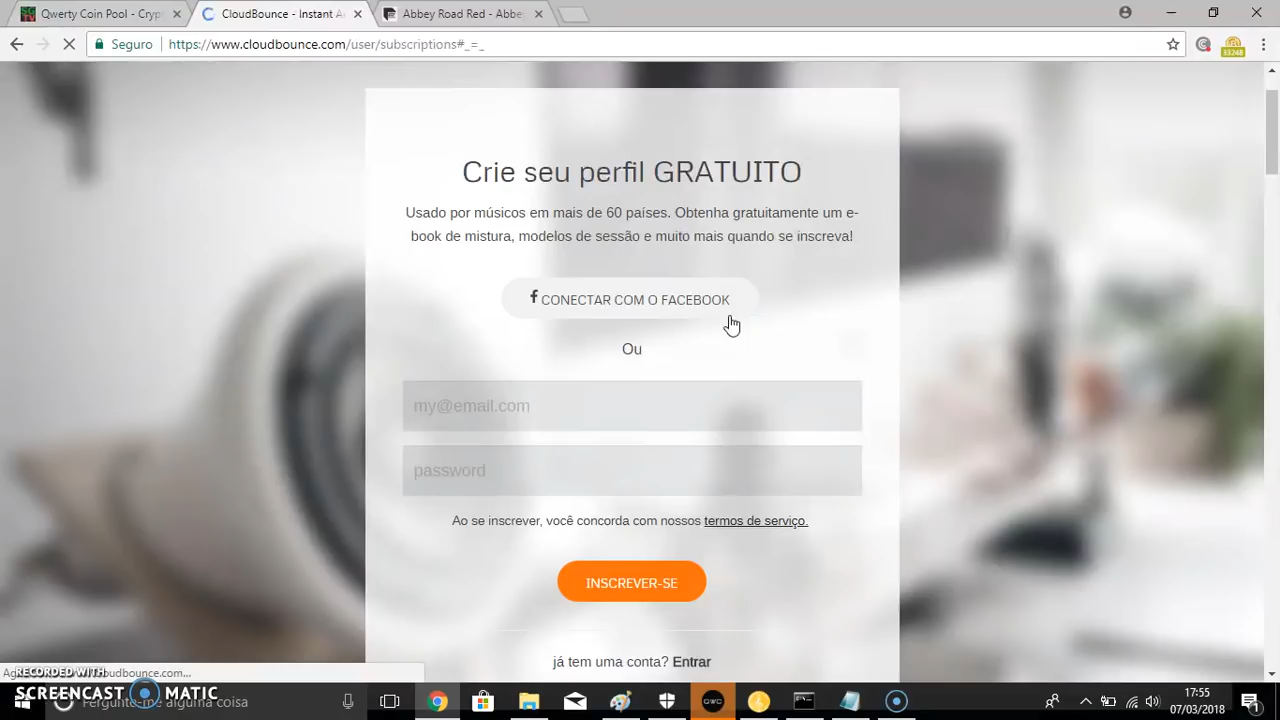 Qwerty Coin Pool - Cryp
CloudBounce - Instant A
Abbey Road Red - Abbe
Seguro
https://www.cloudbounce.com/user/subscriptions#_=_
33248
Crie seu perfil GRATUITO
Usado por músicos em mais de 60 países. Obtenha gratuitamente um e-
book de mistura, modelos de sessão e muito mais quando se inscreva!
f CONECTAR COM O FACEBOOK
Ou
my@email.com
password
Ao se inscrever, você concorda com nossos termos de serviço.
INSCREVER-SE
já tem uma conta? Entrar
RECORDED WITH
SCREENCAST MATIC
Pergunte-me alguma coisa
QWC
17:55
07/03/2018
1